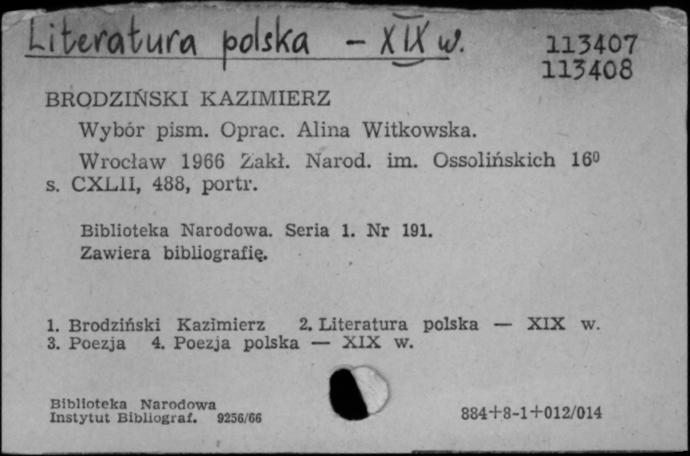 Literatura polska – XIX w.
113407
113408
BRODZIŃSKI KAZIMIERZ
Wybór pism. Oprac. Alina Witkowska.
Wrocław 1966 Zakł. Narod. im. Ossolińskich 16⁰
s. CXLII, 488, portr.
Biblioteka Narodowa. Seria 1. Nr 191.
Zawiera bibliografię.
1. Brodziński Kazimierz 2. Literatura polska — XIX w.
3. Poezja 4. Poezja polska — XIX w.
Biblioteka Narodowa
Instytut Bibliograf. 9256/66
884+8-1+012/014